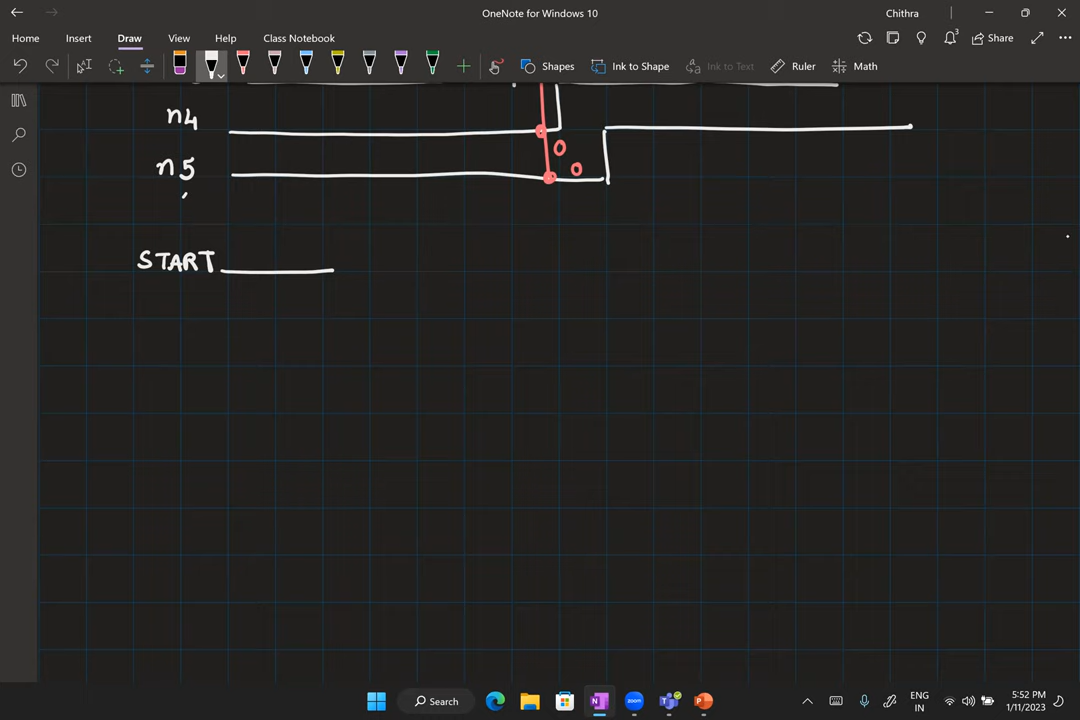 OneNote for Windows 10
Chithra
Home Insert Draw View Help Class Notebook
Share
Shapes Ink to Shape Ink to Text Ruler Math
n4
0
n5 0
START
Search
ENG 5:52 PM
IN 1/11/2023